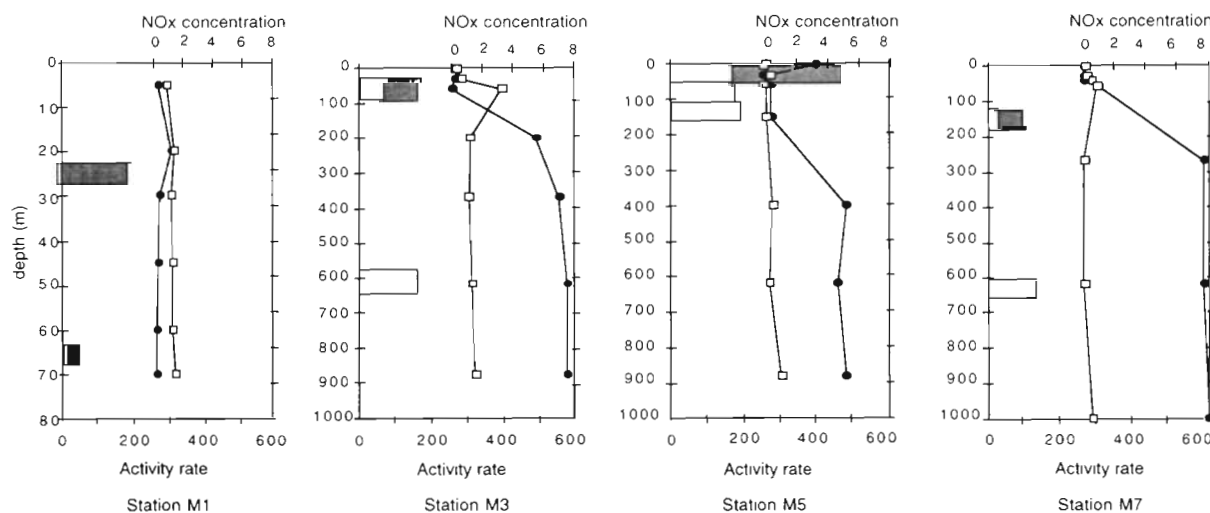 NOx concentration NOx concentration NOx concentration NOx concentration
0 2 4 6 8 0 2 4 6 8 0 2 4 6 8 0 2 4 6 8
0 0 0 0
10 100 100 100
20 200 200 200
30 300 300 300
40 400 400 400
50 500 500 500
60 600 600 600
70 700 700 700
80 800 800
900 900 900
1000 1000 1000
depth (m)
0 200 400 600 0 200 400 600 200 400 600 0 200 400 600
Activity rate Activity rate Activity rate Activity rate
Station M1 Station M3 Station M5 Station M7